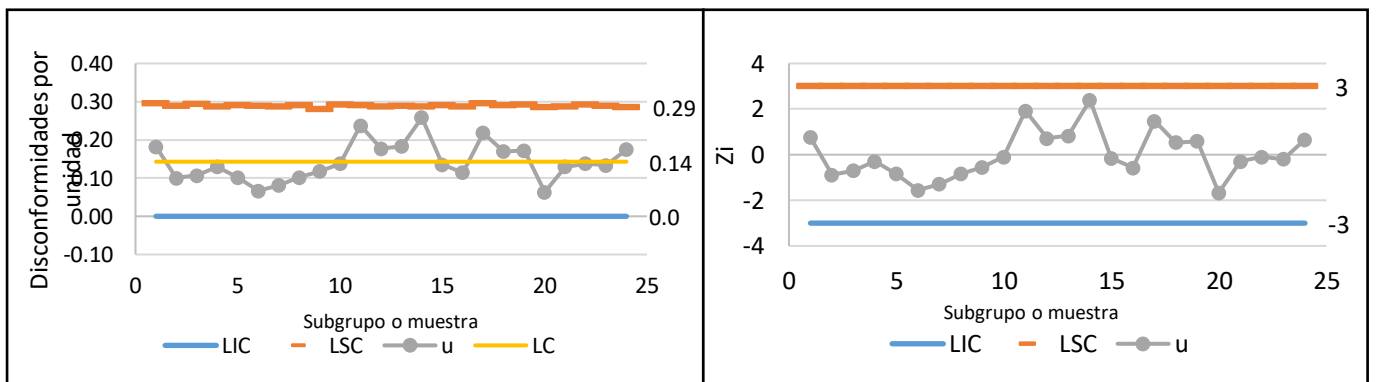 Disconformidades por
unidad
0.40
0.30
0.20
0.10
0.00
-0.10
0.29
0.14
0.0
0
5
10
15
20
25
Subgrupo o muestra
LIC
LSC
u
LC
Zi
4
2
0
-2
-4
3
-3
0
5
10
15
20
25
Subgrupo o muestra
LIC
LSC
u